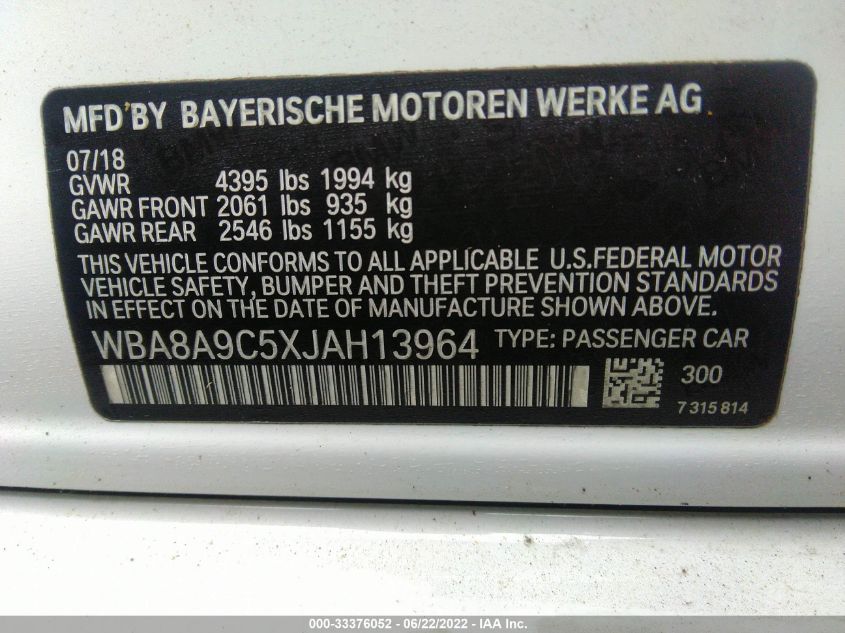 MFD BY BAYERISCHE MOTOREN WERKE AG
07/18
GVWR 4395 lbs 1994 kg
GAWR FRONT 2061 lbs 935 kg
GAWR REAR 2546 lbs 1155 kg
THIS VEHICLE CONFORMS TO ALL APPLICABLE U.S.FEDERAL MOTOR
VEHICLE SAFETY, BUMPER AND THEFT PREVENTION STANDARDS
IN EFFECT ON THE DATE OF MANUFACTURE SHOWN ABOVE.
WBA8A9C5XJAH13964 TYPE: PASSENGER CAR
300
7 315 814
000-33376052 - 06/22/2022 - IAA Inc.